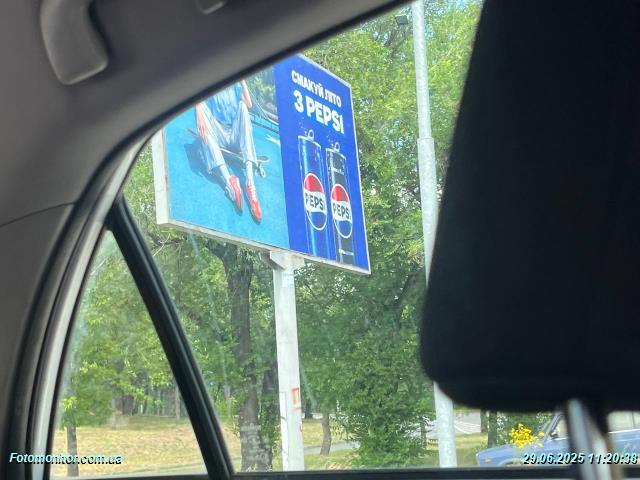 СМАКУЙ ЛІТО
З PEPSI
PEPSI
PEPSI
Fotomonitor.com.ua
29.06.2025 11:20:38